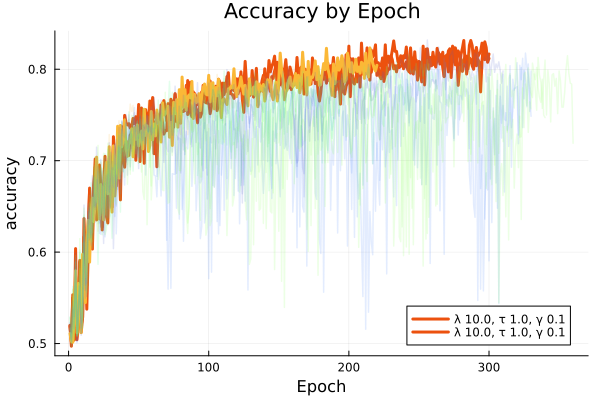 Accuracy by Epoch
accuracy
0.8
0.7
0.6
0.5
0
100
200
300
Epoch
λ 10.0, τ 1.0, γ 0.1
λ 10.0, τ 1.0, γ 0.1